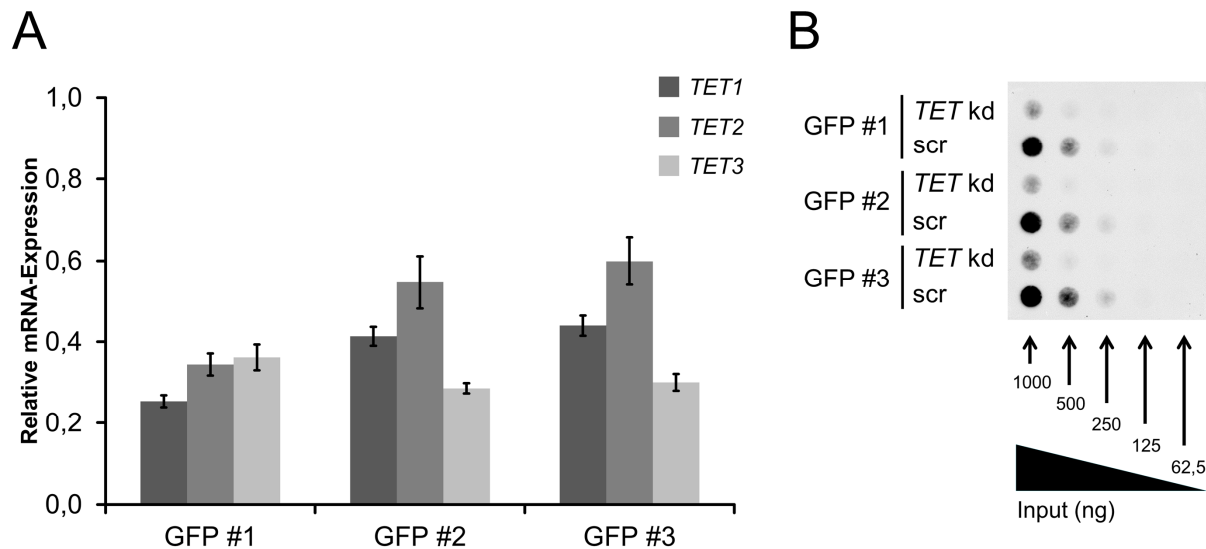 A
Relative mRNA-Expression
1,0
0,8
0,6
0,4
0,2
0,0
TET1
TET2
TET3
GFP #1
GFP #2
GFP #3
B
GFP #1
TET kd
scr
GFP #2
TET kd
scr
GFP #3
TET kd
scr
1000
500
250
125
62,5
Input (ng)